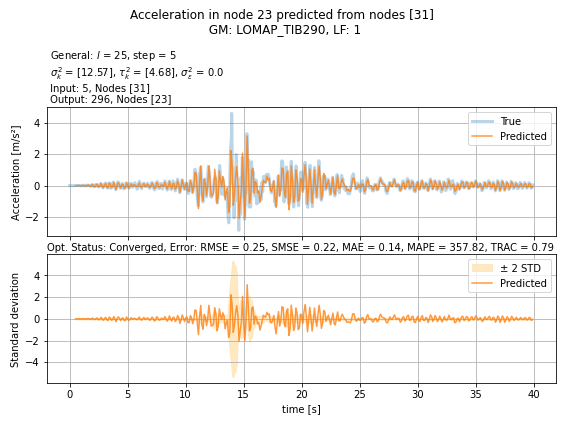 Acceleration in node 23 predicted from nodes [31]
GM: LOMAP_TIB290, LF: 1
General: l = 25, step = 5
σ²ₖ = [12.57], τ²ₖ = [4.68], σ²_ε = 0.0
Input: 5, Nodes [31]
Output: 296, Nodes [23]
Acceleration [m/s²]
4
2
0
−2
True
Predicted
Opt. Status: Converged, Error: RMSE = 0.25, SMSE = 0.22, MAE = 0.14, MAPE = 357.82, TRAC = 0.79
Standard deviation
4
2
0
−2
−4
± 2 STD
Predicted
0 5 10 15 20 25 30 35 40
time [s]